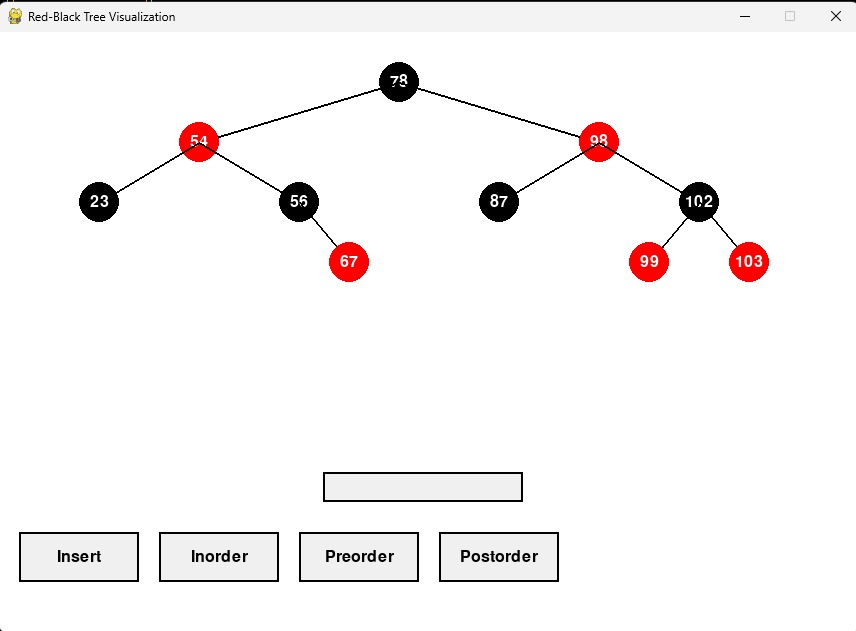 Red-Black Tree Visualization
78
54 98
23 56 87 102
67 99 103
Insert Inorder Preorder Postorder